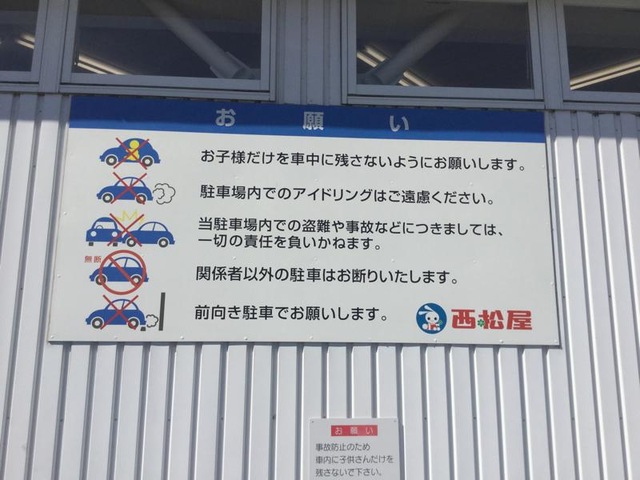 お願い
お子様だけを車中に残さないようにお願いします。
駐車場内でのアイドリングはご遠慮ください。
当駐車場内での盗難や事故などにつきましては、
一切の責任を負いかねます。
無断
関係者以外の駐車はお断りいたします。
前向き駐車でお願いします。
西松屋
お願い
事故防止のため
車内に子供さんだけを
残さないで下さい。